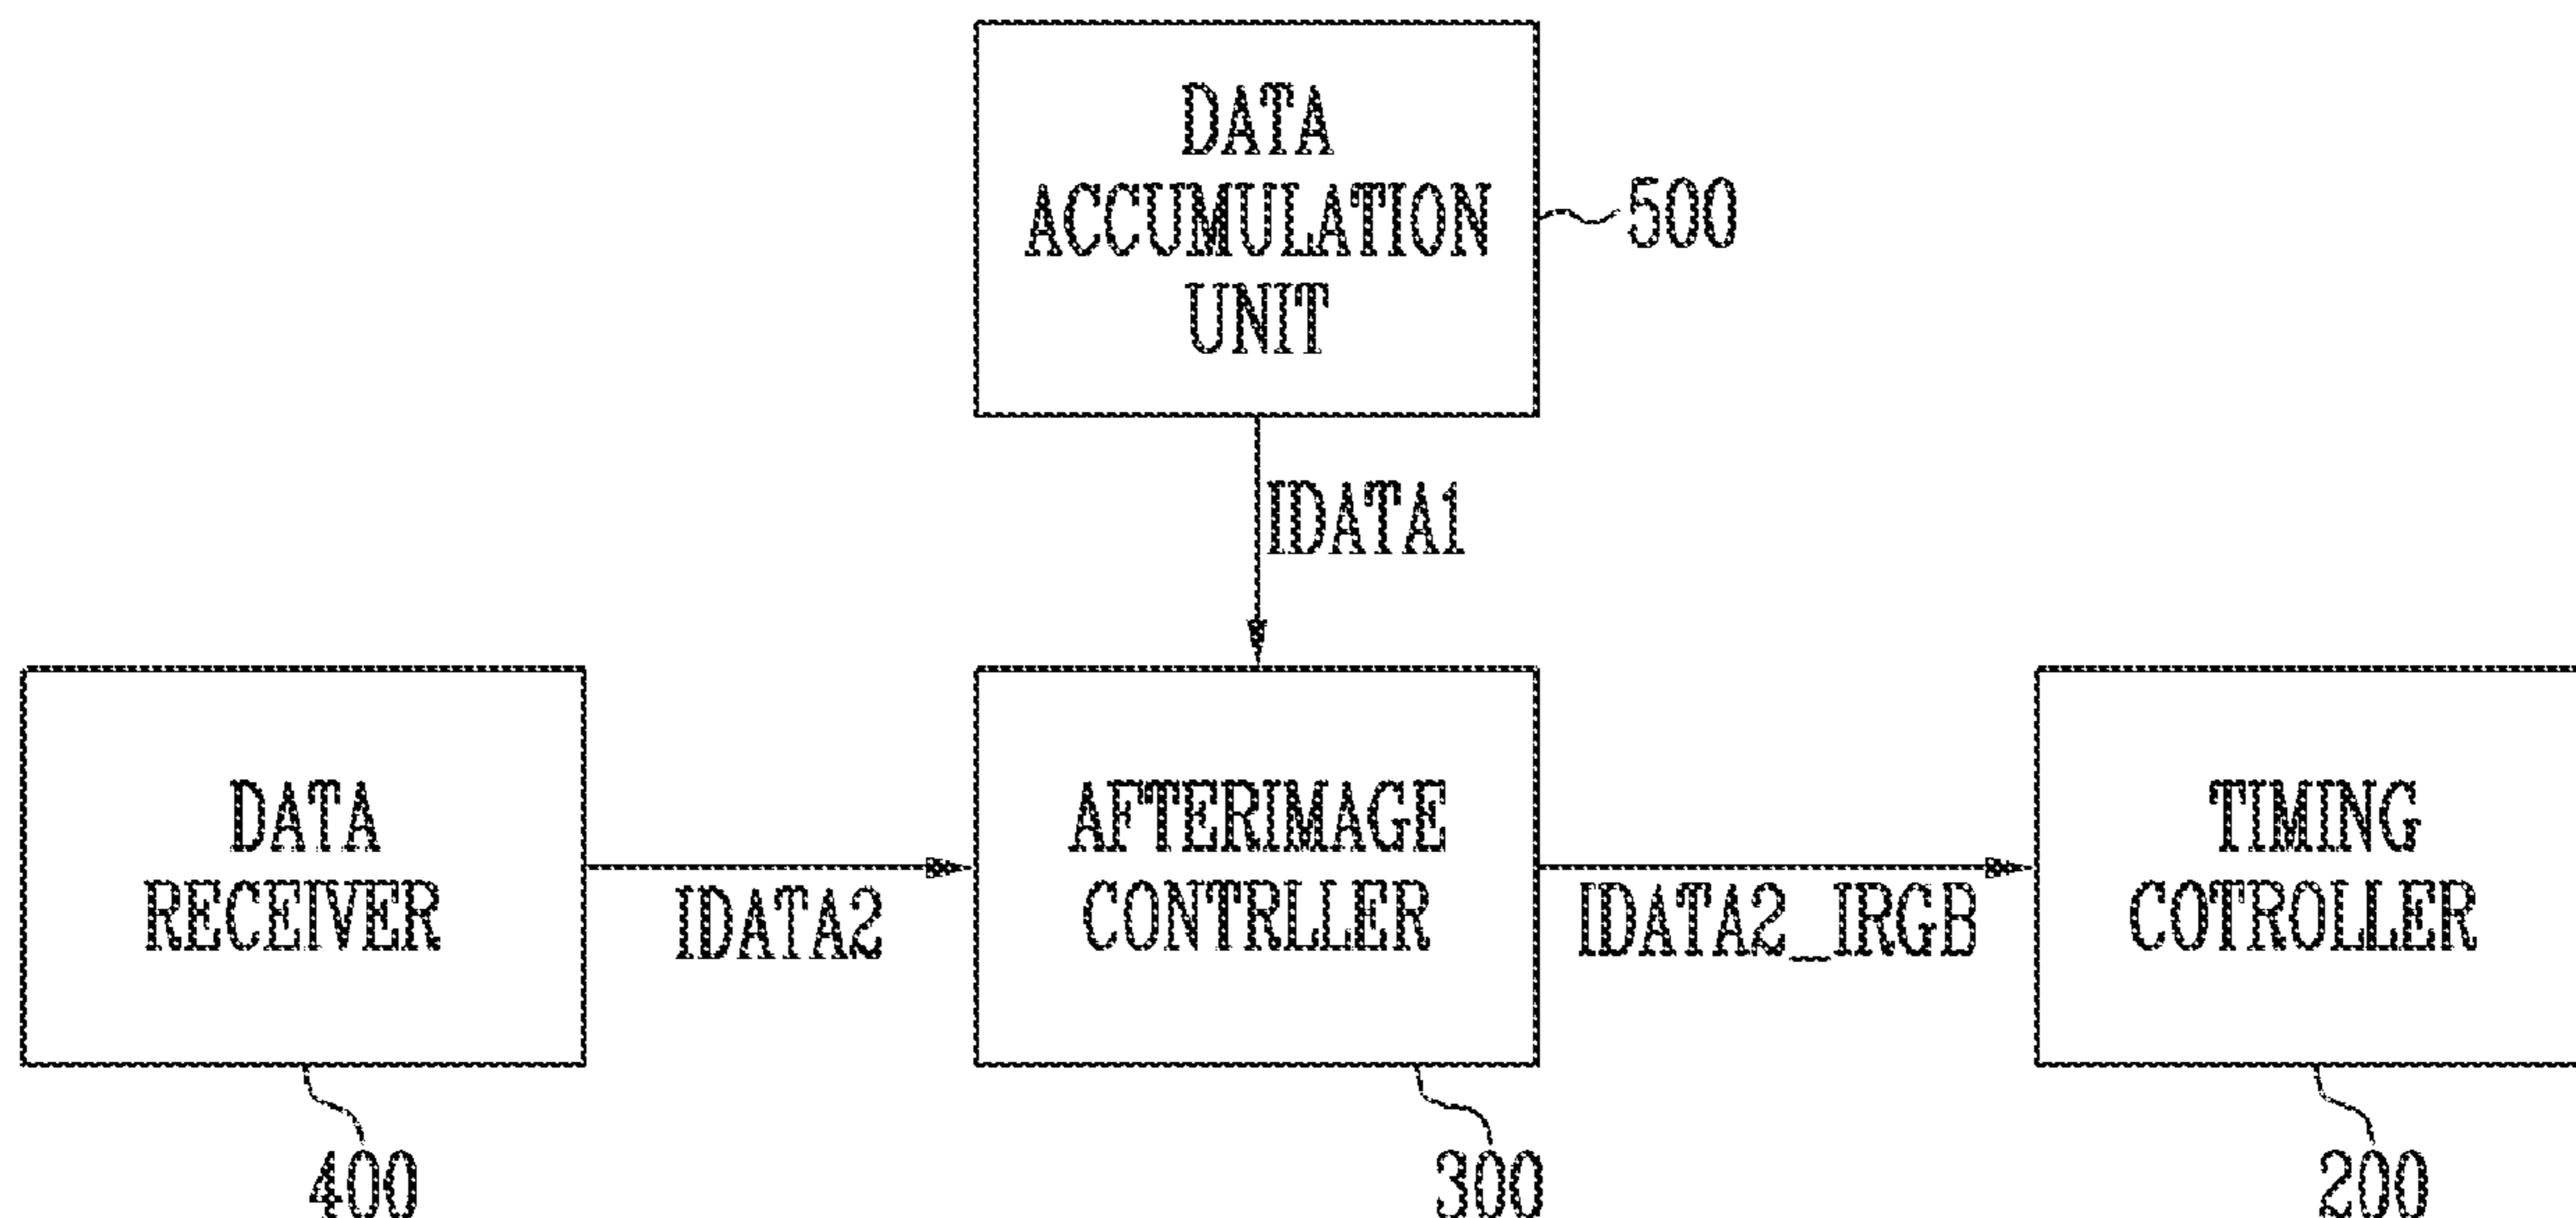 DATA
ACCUMULATION
UNIT
500
IDATA1
DATA
RECEIVER
IDATA2
AFTERIMAGE
CONTRLLER
IDATA2_IRGB
TIMING
COTROLLER
400
300
200